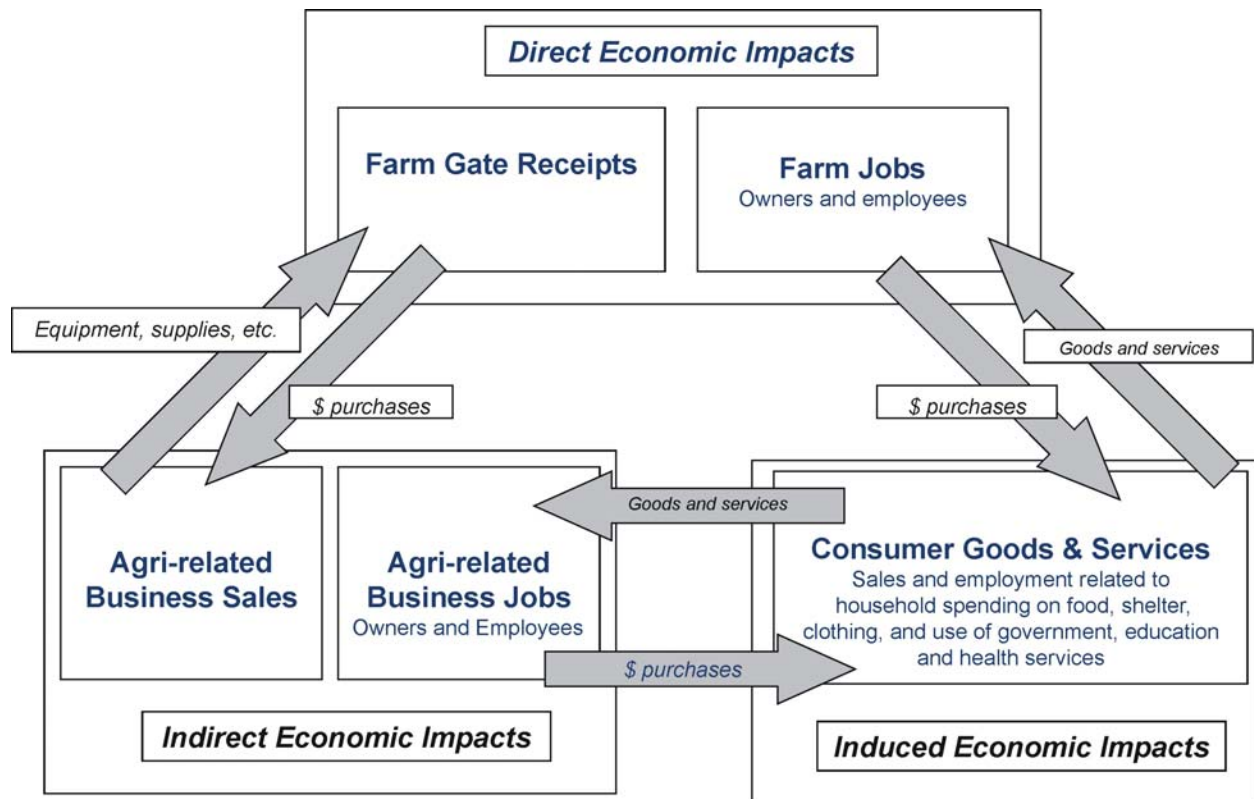 Direct Economic Impacts
Farm Gate Receipts
Farm Jobs
Owners and employees
Equipment, supplies, etc.
$ purchases
$ purchases
Goods and services
Agri-related
Business Sales
Agri-related
Business Jobs
Owners and Employees
Goods and services
$ purchases
Consumer Goods & Services
Sales and employment related to
household spending on food, shelter,
clothing, and use of government, education
and health services
Indirect Economic Impacts
Induced Economic Impacts